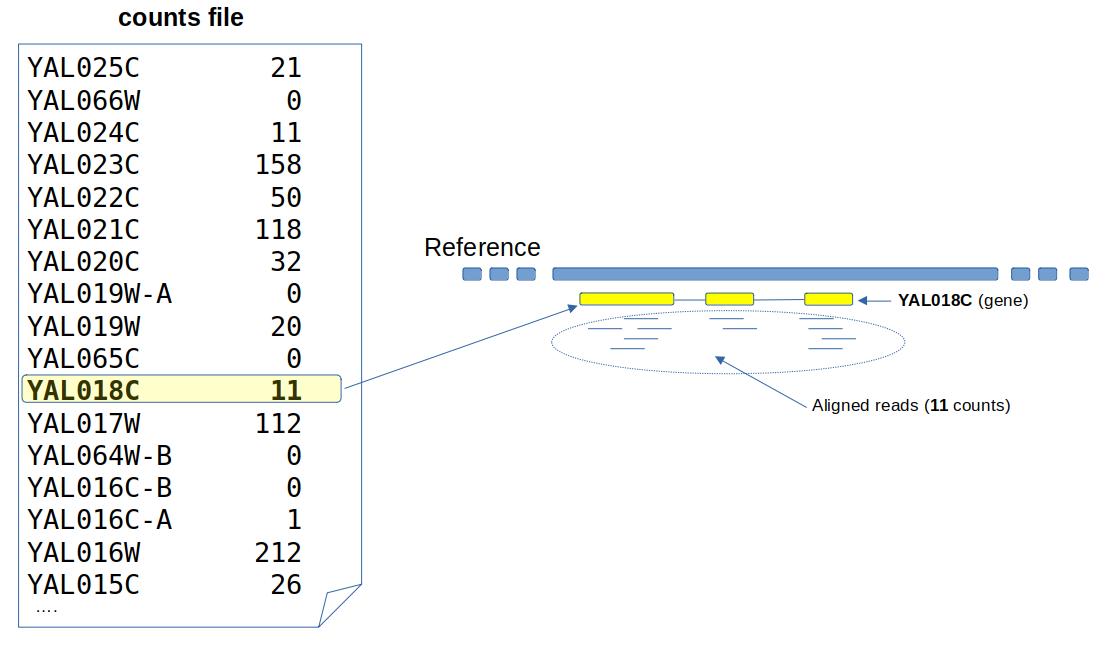 counts file
YAL025C 21
YAL066W 0
YAL024C 11
YAL023C 158
YAL022C 50
YAL021C 118
YAL020C 32
YAL019W-A 0
YAL019W 20
YAL065C 0
YAL018C 11
YAL017W 112
YAL064W-B 0
YAL016C-B 0
YAL016C-A 1
YAL016W 212
YAL015C 26
....
Reference
YAL018C (gene)
Aligned reads (11 counts)